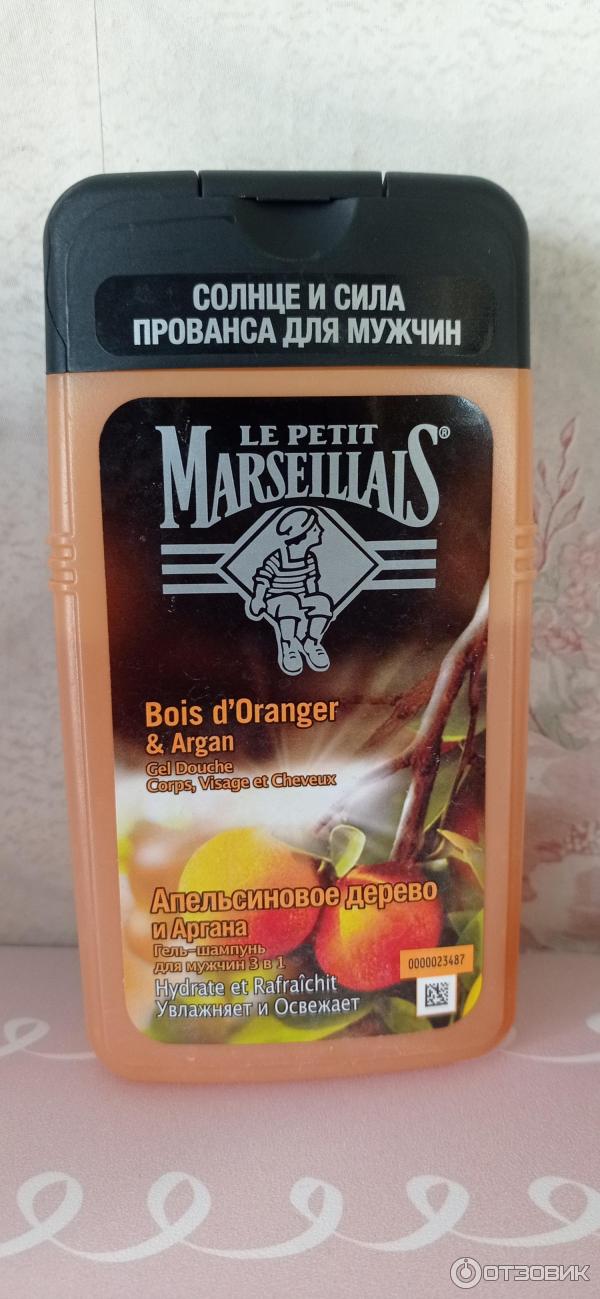 СОЛНЦЕ И СИЛА
ПРОВАНСА ДЛЯ МУЖЧИН
LE PETIT
MARSEILLAIS®
Bois d'Oranger
& Argan
Gel Douche
Corps, Visage et Cheveux
Апельсиновое дерево
и Аргана
Гель-шампунь
для мужчин 3 в 1
0000023487
Hydrate et Rafraîchit
Увлажняет и Освежает
ОТЗОВИК